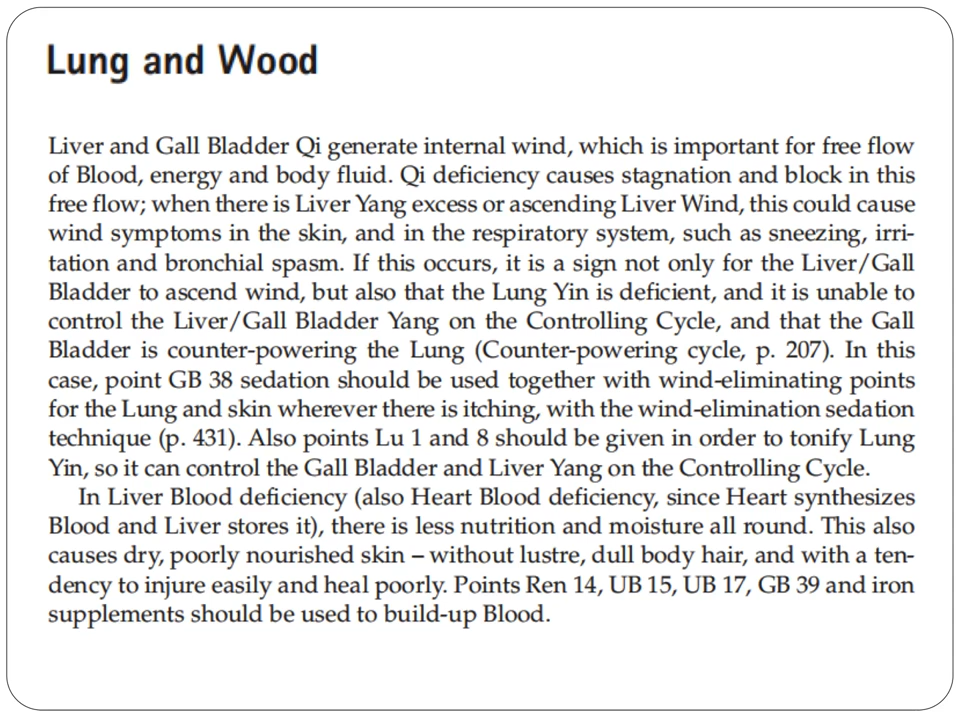 Lung and Wood
Liver and Gall Bladder Qi generate internal wind, which is important for free flow
of Blood, energy and body fluid. Qi deficiency causes stagnation and block in this
free flow; when there is Liver Yang excess or ascending Liver Wind, this could cause
wind symptoms in the skin, and in the respiratory system, such as sneezing, irri-
tation and bronchial spasm. If this occurs, it is a sign not only for the Liver/Gall
Bladder to ascend wind, but also that the Lung Yin is deficient, and it is unable to
control the Liver/Gall Bladder Yang on the Controlling Cycle, and that the Gall
Bladder is counter-powering the Lung (Counter-powering cycle, p. 207). In this
case, point GB 38 sedation should be used together with wind-eliminating points
for the Lung and skin wherever there is itching, with the wind-elimination sedation
technique (p. 431). Also points Lu 1 and 8 should be given in order to tonify Lung
Yin, so it can control the Gall Bladder and Liver Yang on the Controlling Cycle.
In Liver Blood deficiency (also Heart Blood deficiency, since Heart synthesizes
Blood and Liver stores it), there is less nutrition and moisture all round. This also
causes dry, poorly nourished skin – without lustre, dull body hair, and with a ten-
dency to injure easily and heal poorly. Points Ren 14, UB 15, UB 17, GB 39 and iron
supplements should be used to build-up Blood.